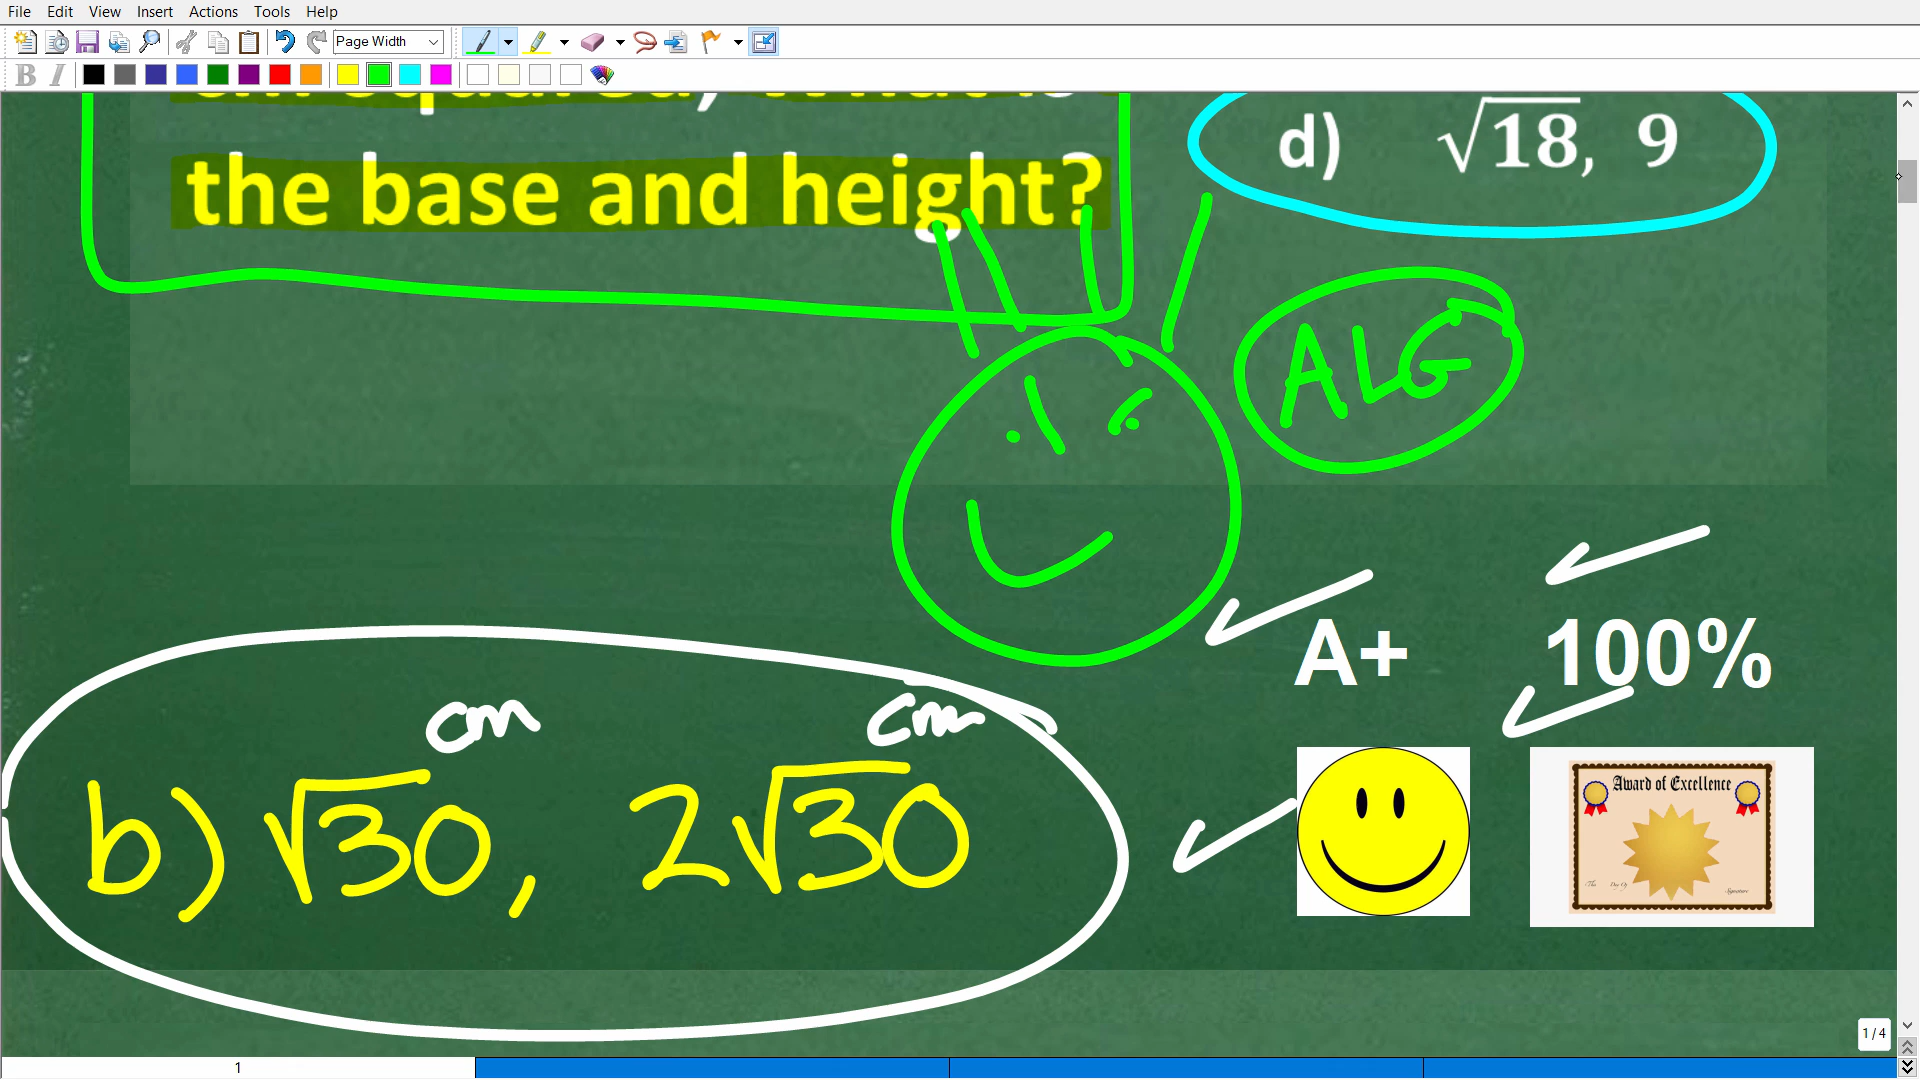 File Edit View Insert Actions Tools Help
Page Width
B I
the base and height?
d) √18, 9
ALG
A+ 100%
cm cm
b) √30, 2√30
Award of Excellence
1 / 4
1